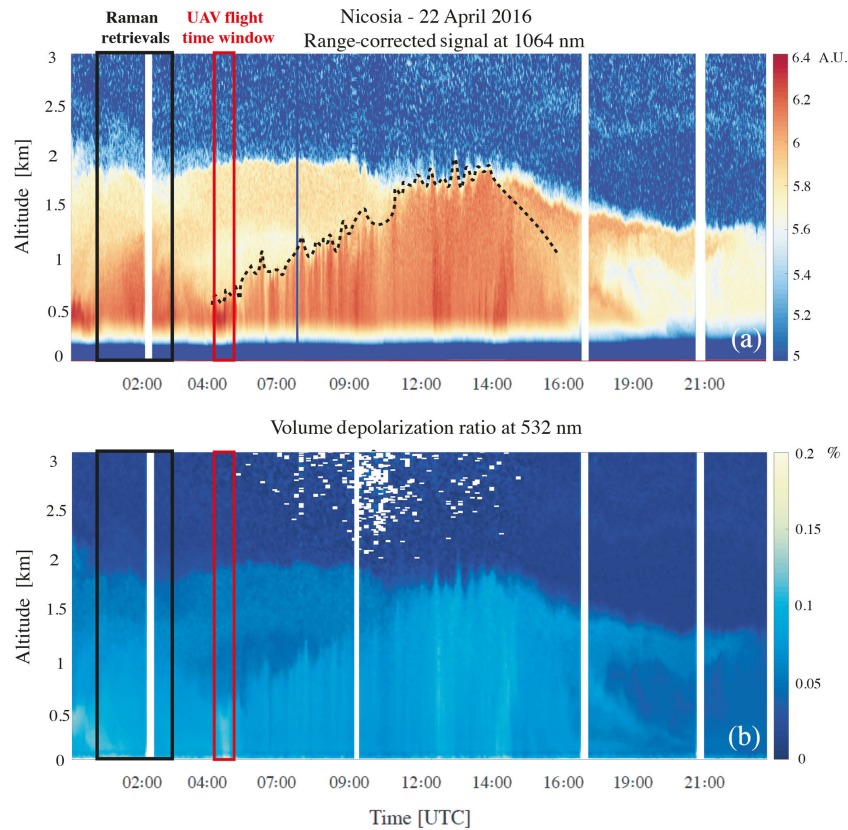 Raman
retrievals
UAV flight
time window
Nicosia - 22 April 2016
Range-corrected signal at 1064 nm
3
2.5
2
1.5
1
0.5
0
Altitude [km]
6.4 A.U.
6.2
6
5.8
5.6
5.4
5.2
5
(a)
02:00 04:00 07:00 09:00 12:00 14:00 16:00 19:00 21:00
Volume depolarization ratio at 532 nm
3
2.5
2
1.5
1
0.5
0
Altitude [km]
0.2 %
0.15
0.1
0.05
0
(b)
02:00 04:00 07:00 09:00 12:00 14:00 16:00 19:00 21:00
Time [UTC]